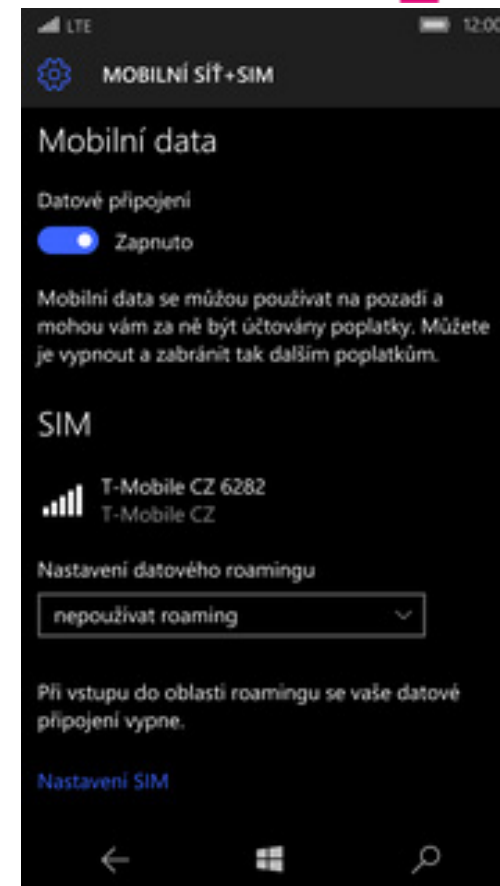 LTE 12:00
MOBILNÍ SÍŤ+SIM
Mobilní data
Datové připojení
Zapnuto
Mobilní data se můžou používat na pozadí a
mohou vám za ně být účtovány poplatky. Můžete
je vypnout a zabránit tak dalším poplatkům.
SIM
T-Mobile CZ 6282
T-Mobile CZ
Nastavení datového roamingu
nepoužívat roaming
Při vstupu do oblasti roamingu se vaše datové
připojení vypne.
Nastavení SIM